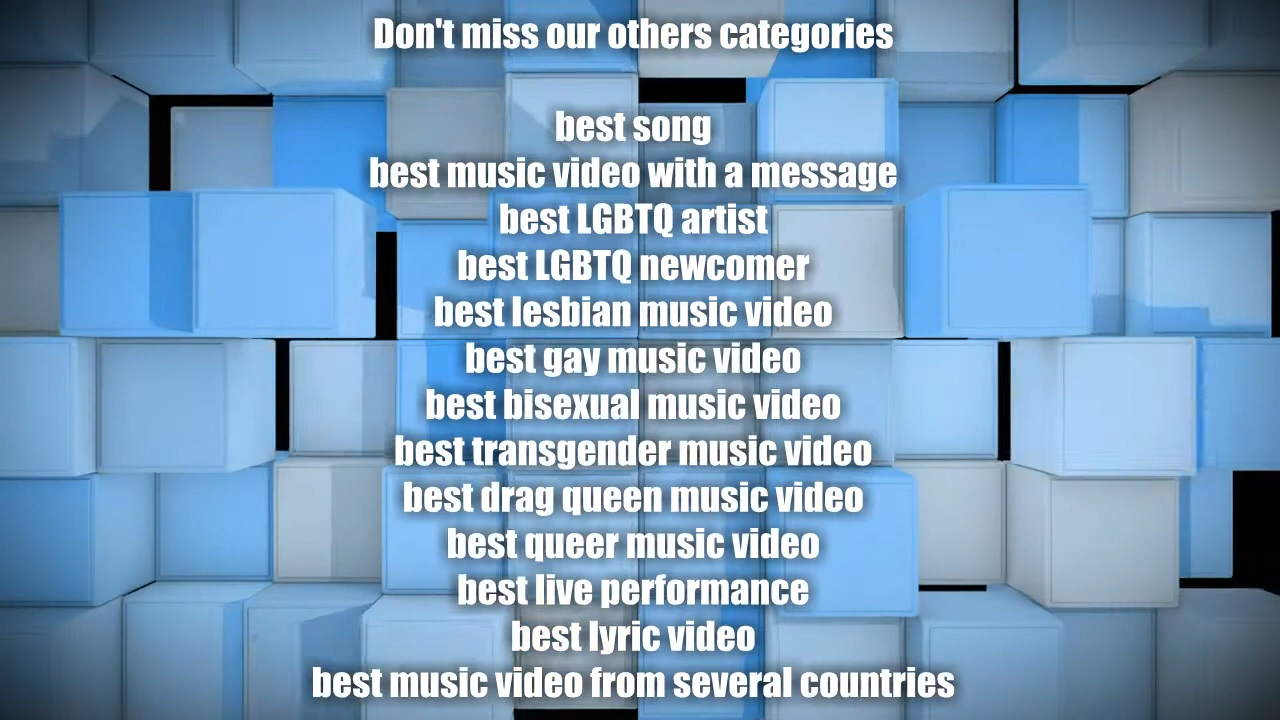 Don't miss our others categories
best song
best music video with a message
best LGBTQ artist
best LGBTQ newcomer
best lesbian music video
best gay music video
best bisexual music video
best transgender music video
best drag queen music video
best queer music video
best live performance
best lyric video
best music video from several countries